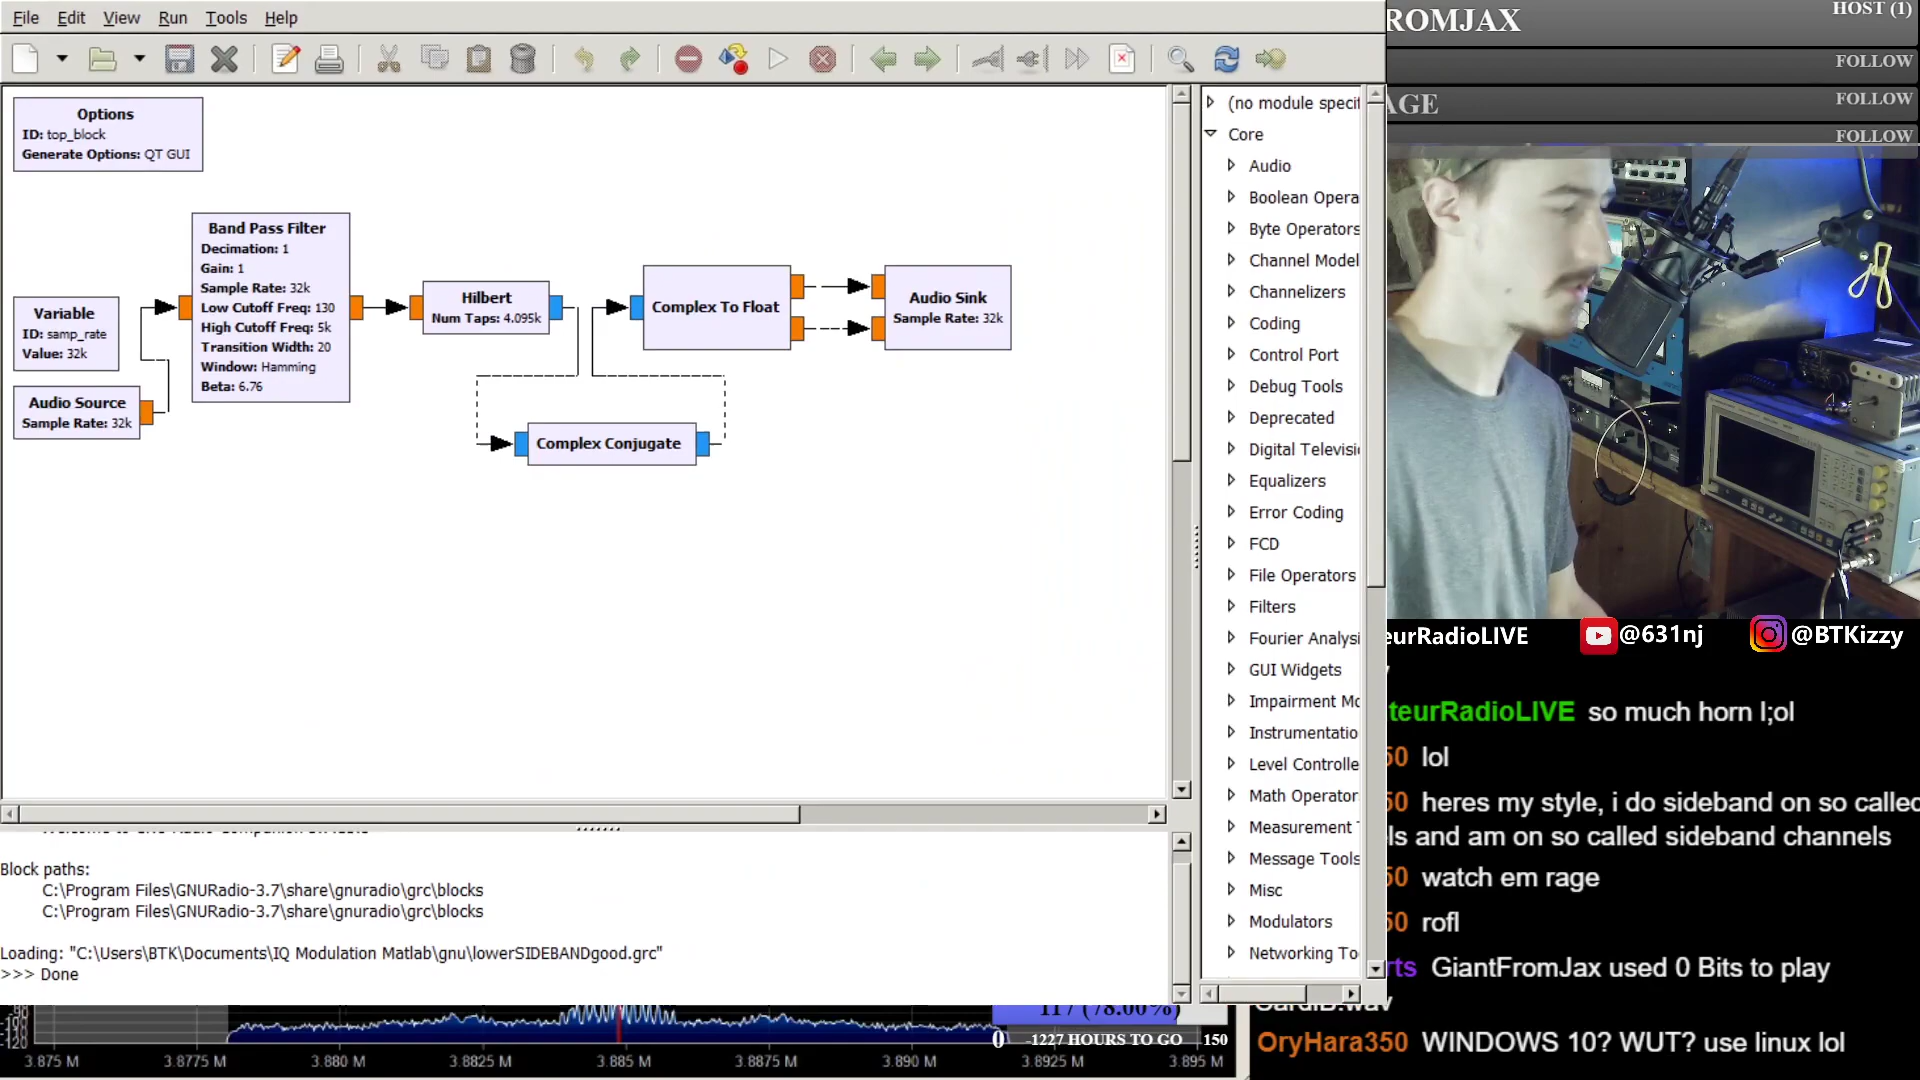 File Edit View Run Tools Help
Options
ID: top_block
Generate Options: QT GUI
Variable
ID: samp_rate
Value: 32k
Audio Source
Sample Rate: 32k
Band Pass Filter
Decimation: 1
Gain: 1
Sample Rate: 32k
Low Cutoff Freq: 130
High Cutoff Freq: 5k
Transition Width: 20
Window: Hamming
Beta: 6.76
Hilbert
Num Taps: 4.095k
Complex Conjugate
Complex To Float
Audio Sink
Sample Rate: 32k
(no module specif
Core
Audio
Boolean Opera
Byte Operators
Channel Model
Channelizers
Coding
Control Port
Debug Tools
Deprecated
Digital Televisi
Equalizers
Error Coding
FCD
File Operators
Filters
Fourier Analysi
GUI Widgets
Impairment Mo
Instrumentatio
Level Controlle
Math Operator
Measurement T
Message Tools
Misc
Modulators
Networking To
Block paths:
C:\Program Files\GNURadio-3.7\share\gnuradio\grc\blocks
C:\Program Files\GNURadio-3.7\share\gnuradio\grc\blocks
Loading: "C:\Users\BTK\Documents\IQ Modulation Matlab\gnu\lowerSIDEBANDgood.grc"
>>> Done
-120
3.875 M 3.8775 M 3.880 M 3.8825 M 3.885 M 3.8875 M 3.890 M 3.8925 M 3.895 M
117 (78.00%)
0 -1227 HOURS TO GO 150
ROMJAX HOST (1)
FOLLOW
AGE FOLLOW
FOLLOW
eurRadioLIVE @631nj @BTKizzy
teurRadioLIVE so much horn l;ol
50 lol
50 heres my style, i do sideband on so called
ls and am on so called sideband channels
50 watch em rage
50 rofl
rts GiantFromJax used 0 Bits to play
CardiB.wav
OryHara350 WINDOWS 10? WUT? use linux lol